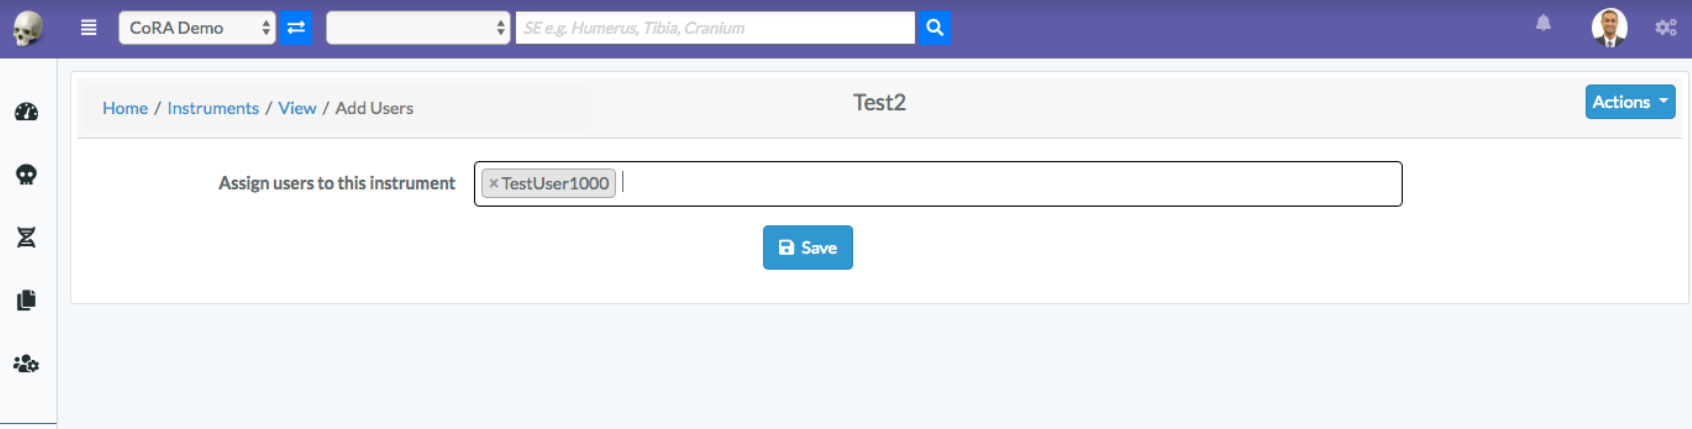 CoRA Demo
SE e.g. Humerus, Tibia, Cranium
Home / Instruments / View / Add Users
Test2
Actions
Assign users to this instrument
×TestUser1000
Save